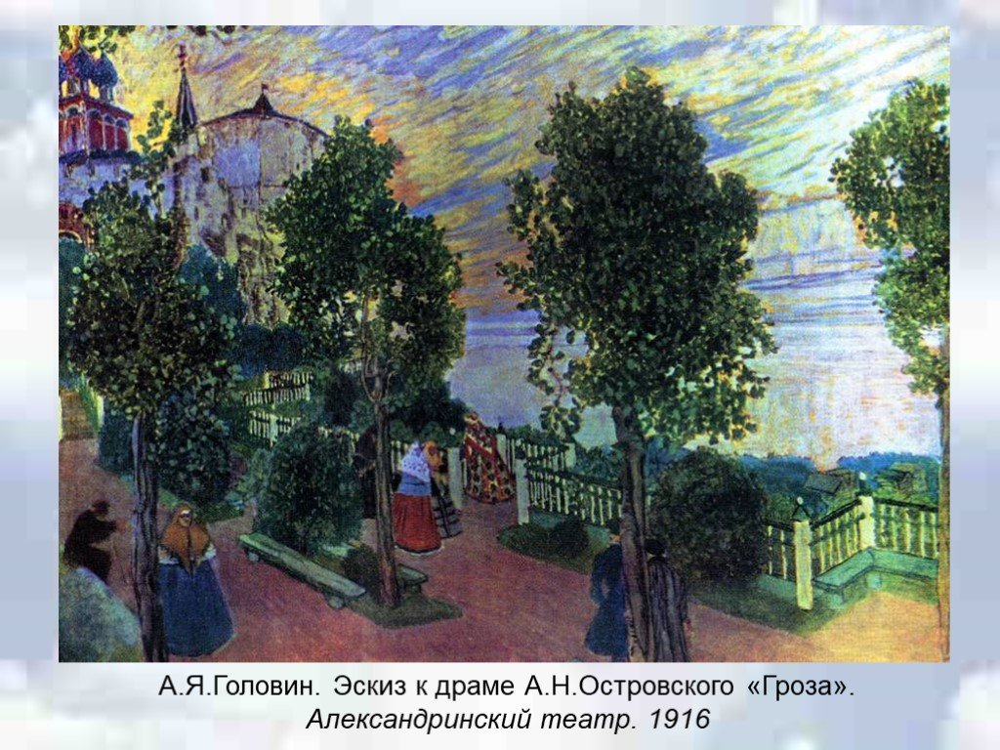 А.Я.Головин. Эскиз к драме А.Н.Островского «Гроза».
Александринский театр. 1916